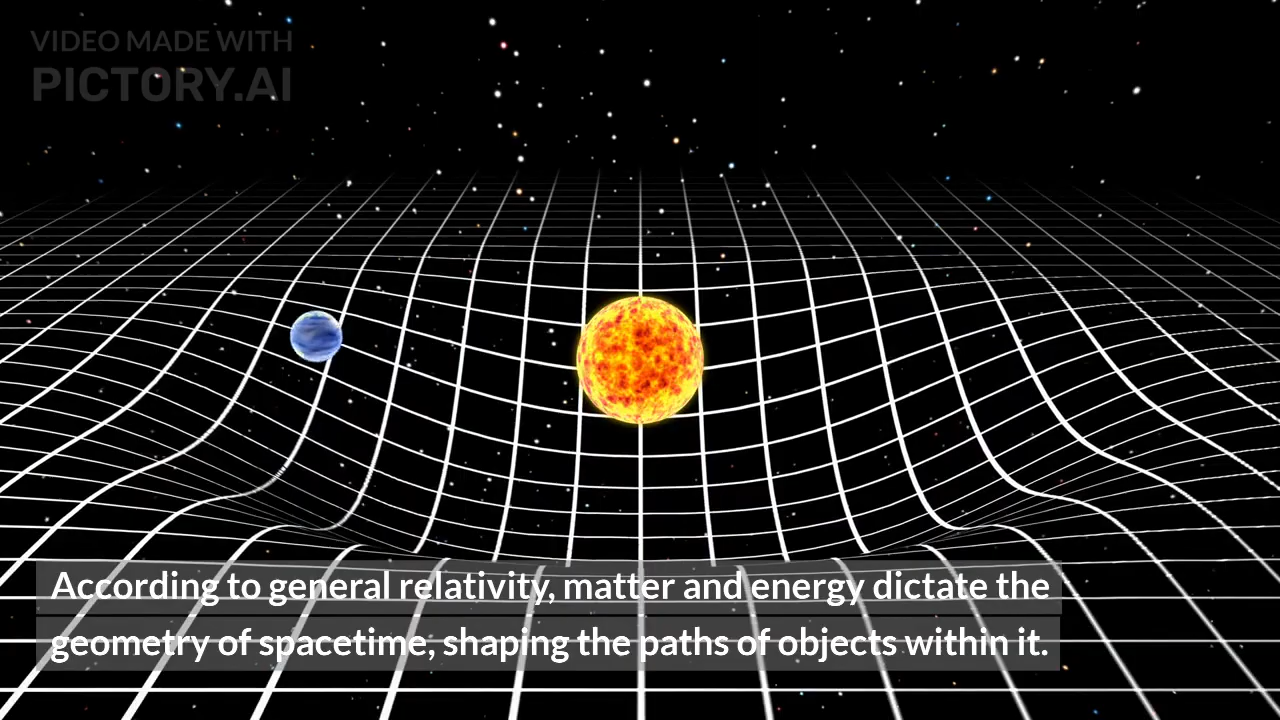 VIDEO MADE WITH
PICTORY.AI
According to general relativity, matter and energy dictate the
geometry of spacetime, shaping the paths of objects within it.